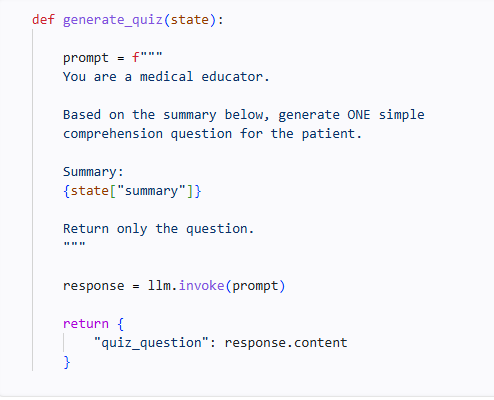 def generate_quiz(state):
prompt = f"""
You are a medical educator.
Based on the summary below, generate ONE simple
comprehension question for the patient.
Summary:
{state["summary"]}
Return only the question.
"""
response = llm.invoke(prompt)
return {
"quiz_question": response.content
}